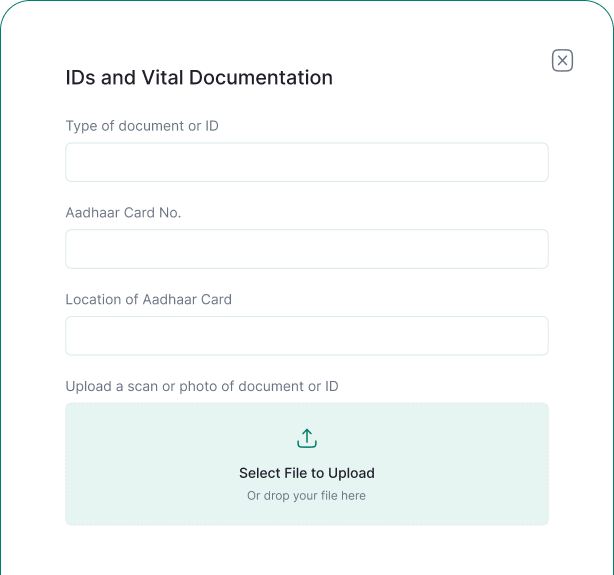 IDs and Vital Documentation
Type of document or ID
Aadhaar Card No.
Location of Aadhaar Card
Upload a scan or photo of document or ID
Select File to Upload
Or drop your file here